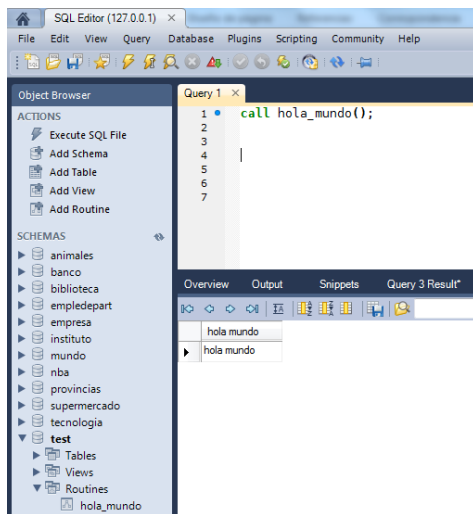 SQL Editor (127.0.0.1) ×
File Edit View Query Database Plugins Scripting Community Help
Object Browser
ACTIONS
Execute SQL File
Add Schema
Add Table
Add View
Add Routine
SCHEMAS
animales
banco
biblioteca
empledepart
empresa
instituto
mundo
nba
provincias
supermercado
tecnologia
test
Tables
Views
Routines
hola_mundo
Query 1 ×
1 call hola_mundo();
2
3
4
5
6
7
Overview Output Snippets Query 3 Result*
hola mundo
hola mundo